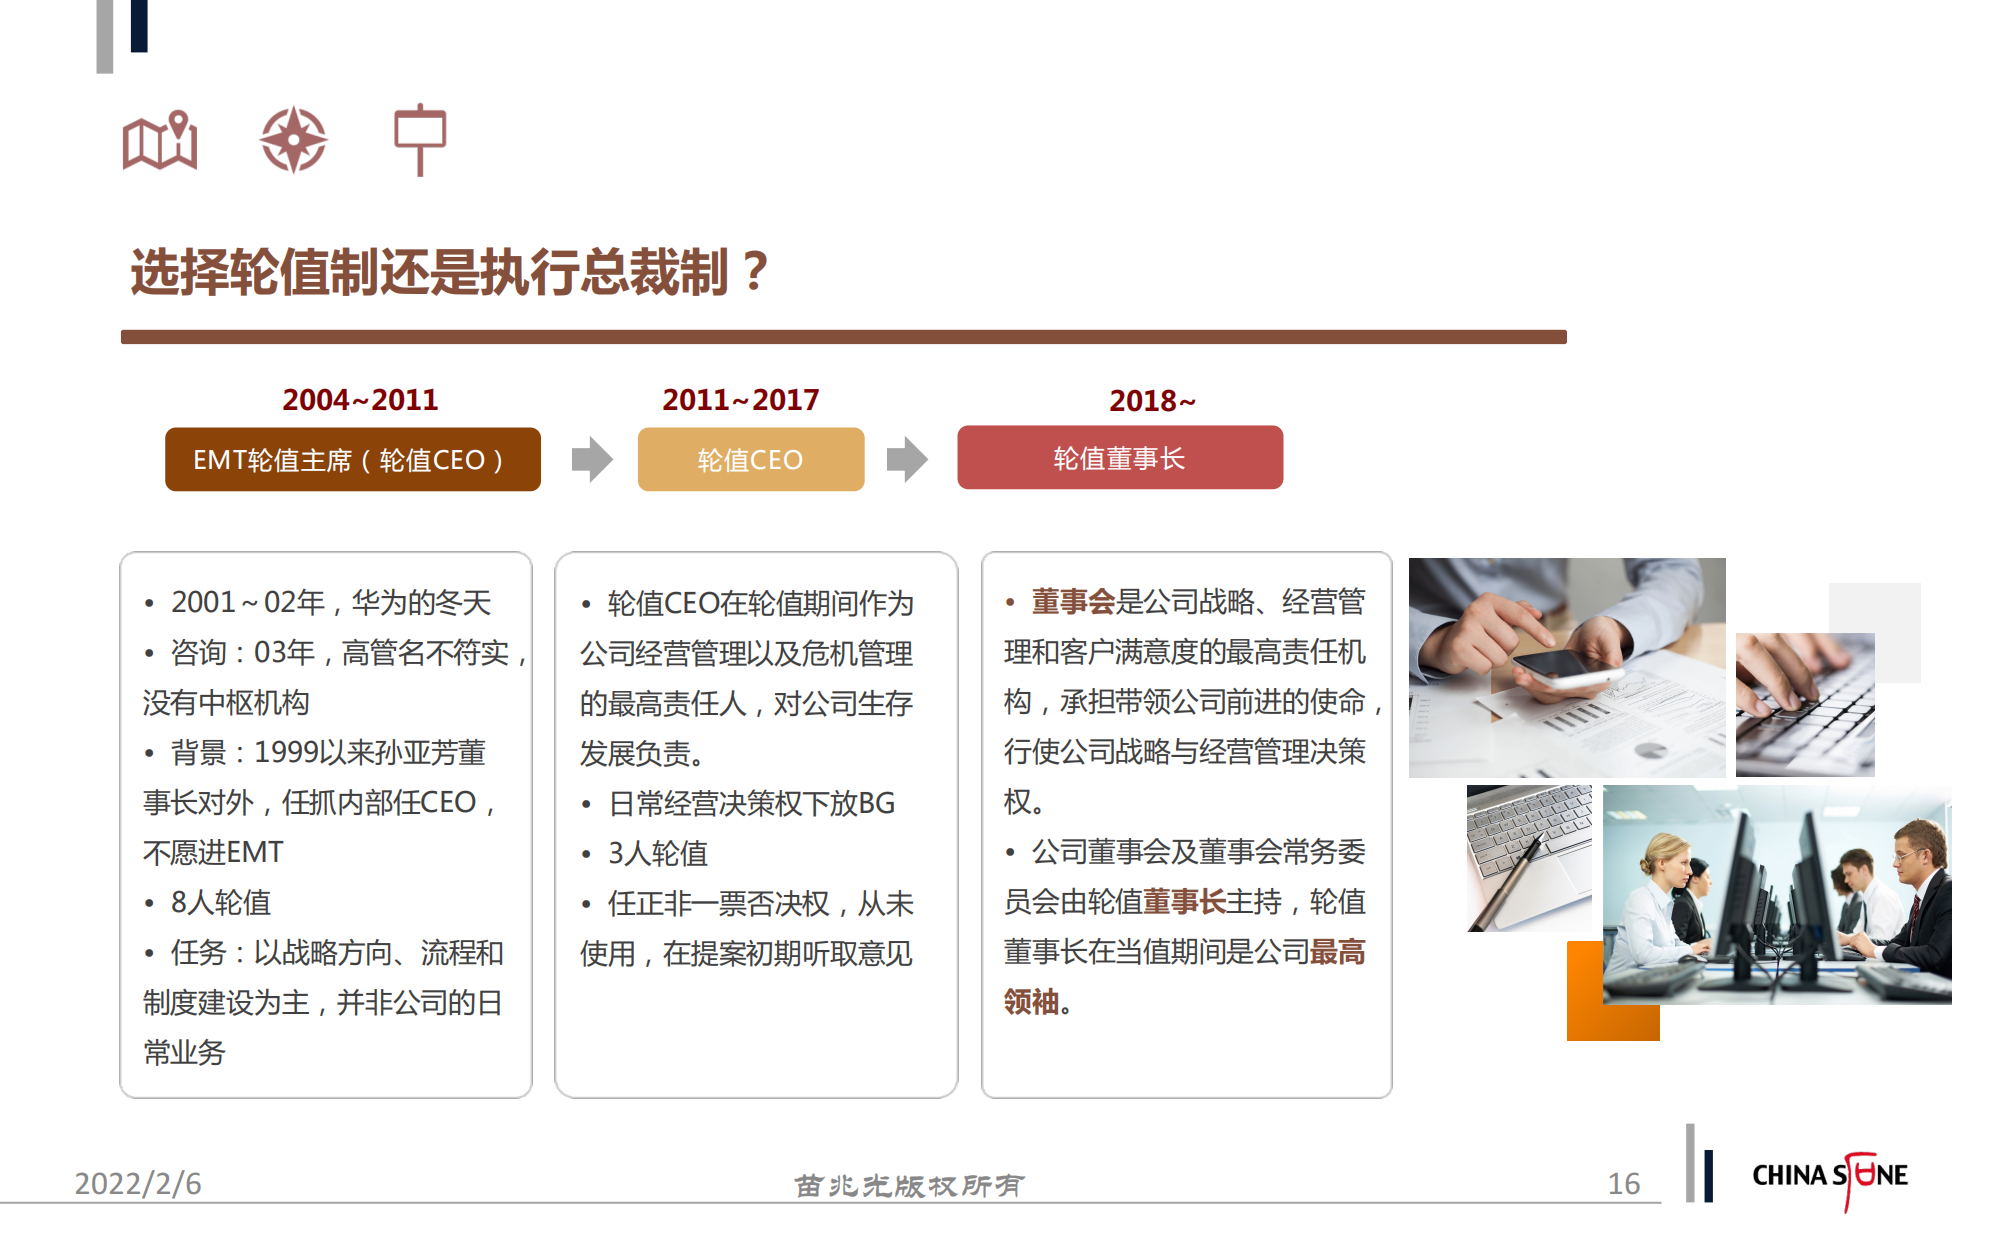 选择轮值制还是执行总裁制？
2004~2011
2011~2017
2018~
EMT轮值主席（轮值CEO）
轮值CEO
轮值董事长
• 2001～02年，华为的冬天
• 咨询：03年，高管名不符实，
没有中枢机构
• 背景：1999以来孙亚芳董
事长对外，任抓内部任CEO，
不愿进EMT
• 8人轮值
• 任务：以战略方向、流程和
制度建设为主，并非公司的日
常业务
• 轮值CEO在轮值期间作为
公司经营管理以及危机管理
的最高责任人，对公司生存
发展负责。
• 日常经营决策权下放BG
• 3人轮值
• 任正非一票否决权，从未
使用，在提案初期听取意见
• 董事会是公司战略、经营管
理和客户满意度的最高责任机
构，承担带领公司前进的使命，
行使公司战略与经营管理决策
权。
• 公司董事会及董事会常务委
员会由轮值董事长主持，轮值
董事长在当值期间是公司最高
领袖。
2022/2/6
苗兆光版权所有
16
CHINA STONE